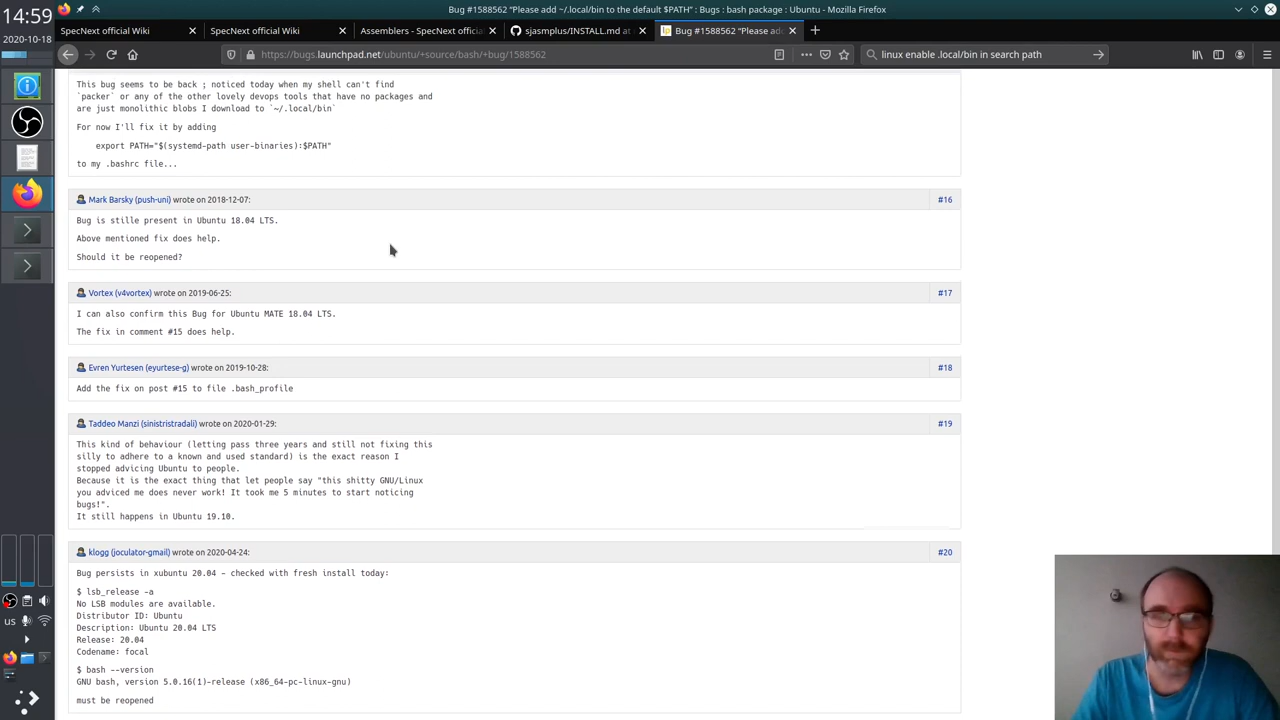 14:59
2020-10-18
us
Bug #1588562 “Please add ~/.local/bin to the default $PATH” : Bugs : bash package : Ubuntu - Mozilla Firefox
SpecNext official Wiki
SpecNext official Wiki
Assemblers - SpecNext official
sjasmplus/INSTALL.md at
lp
Bug #1588562 “Please add
https://bugs.launchpad.net/ubuntu/+source/bash/+bug/1588562
linux enable .local/bin in search path
This bug seems to be back ; noticed today when my shell can't find
`packer` or any of the other lovely devops tools that have no packages and
are just monolithic blobs I download to `~/.local/bin`
For now I'll fix it by adding
export PATH="$(systemd-path user-binaries):$PATH"
to my .bashrc file...
Mark Barsky (push-uni) wrote on 2018-12-07: #16
Bug is stille present in Ubuntu 18.04 LTS.
Above mentioned fix does help.
Should it be reopened?
Vortex (v4vortex) wrote on 2019-06-25: #17
I can also confirm this Bug for Ubuntu MATE 18.04 LTS.
The fix in comment #15 does help.
Evren Yurtesen (eyurtese-g) wrote on 2019-10-28: #18
Add the fix on post #15 to file .bash_profile
Taddeo Manzi (sinistristradali) wrote on 2020-01-29: #19
This kind of behaviour (letting pass three years and still not fixing this
silly to adhere to a known and used standard) is the exact reason I
stopped advicing Ubuntu to people.
Because it is the exact thing that let people say "this shitty GNU/Linux
you adviced me does never work! It took me 5 minutes to start noticing
bugs!".
It still happens in Ubuntu 19.10.
klogg (joculator-gmail) wrote on 2020-04-24: #20
Bug persists in xubuntu 20.04 - checked with fresh install today:
$ lsb_release -a
No LSB modules are available.
Distributor ID: Ubuntu
Description: Ubuntu 20.04 LTS
Release: 20.04
Codename: focal
$ bash --version
GNU bash, version 5.0.16(1)-release (x86_64-pc-linux-gnu)
must be reopened